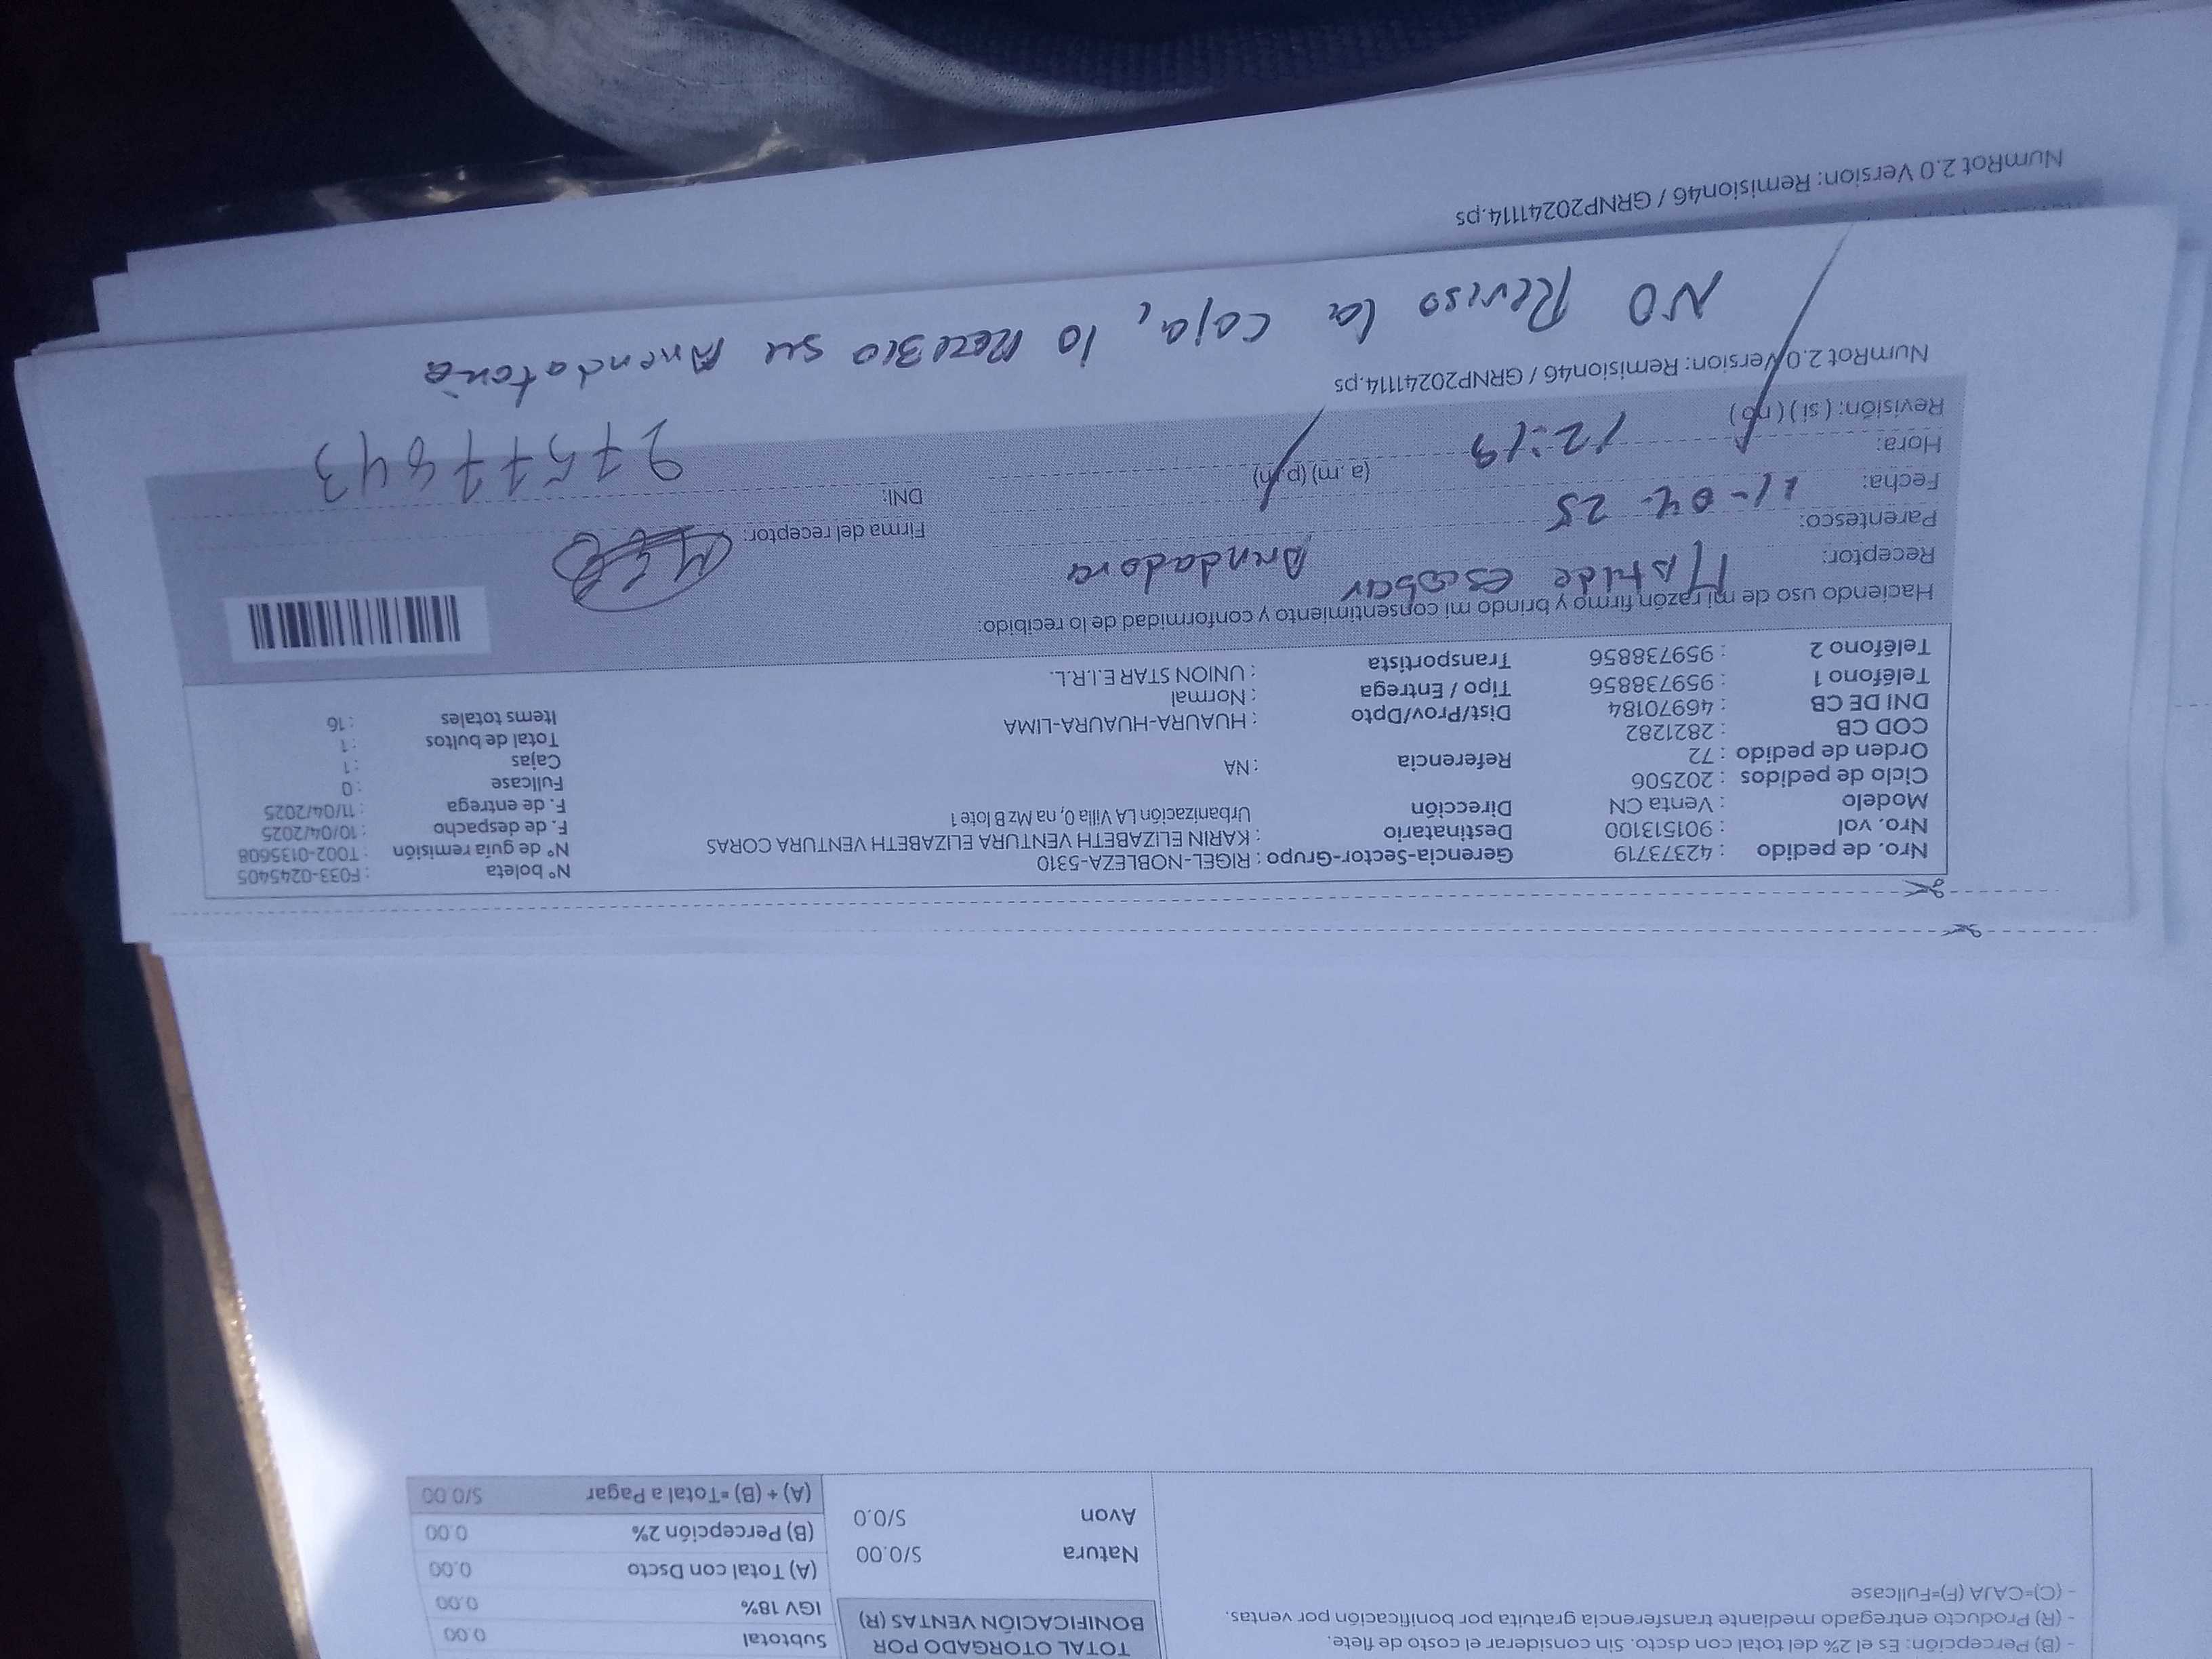 - (B) Percepción: Es el 2% del total con dscto. Sin considerar el costo de flete.
- (R) Producto entregado mediante transferencia gratuita por bonificación por ventas.
- (C)=CAJA (F)=Fullcase
TOTAL OTORGADO POR
BONIFICACIÓN VENTAS (R)
Natura S/0.00
Avon S/0.0
Subtotal 0.00
IGV 18% 0.00
(A) Total con Dscto 0.00
(B) Percepción 2% 0.00
(A) + (B) =Total a Pagar S/0.00
Nro. de pedido : 42373719
Nro. val : 901513100
Modelo : Venta CN
Ciclo de pedidos : 202506
Orden de pedido : 72
COD CB : 2821282
DNI DE CB : 46970184
Teléfono 1 : 959738856
Teléfono 2 : 959738856
Gerencia-Sector-Grupo : RIGEL-NOBLEZA-5310
Destinatario : KARIN ELIZABETH VENTURA ELIZABETH VENTURA CORAS
Dirección Urbanización LA Villa 0, na Mz B lote 1
Referencia : NA
Dist/Prov/Dpto : HUAURA-HUAURA-LIMA
Tipo / Entrega : Normal
Transportista : UNION STAR E.I.R.L.
N° boleta : F033-0245405
N° de guía remisión : T002-0135608
F. de despacho : 10/04/2025
F. de entrega : 11/04/2025
Fullcase : 0
Cajas : 1
Total de bultos : 1
Items totales : 16
Haciendo uso de mi razón firmo y brindo mi consentimiento y conformidad de lo recibido:
Receptor: escobar
Parentesco:
Fecha: 11-04-25
Hora: 12:19 (a.m) (p.m)
Revisión: (si) (no)
Firma del receptor:
DNI:
NumRot 2.0 Version: Remision46 / GRNP20241114.ps
NO Reviso la caja, lo
NumRot 2.0 Version: Remision46 / GRNP20241114.ps